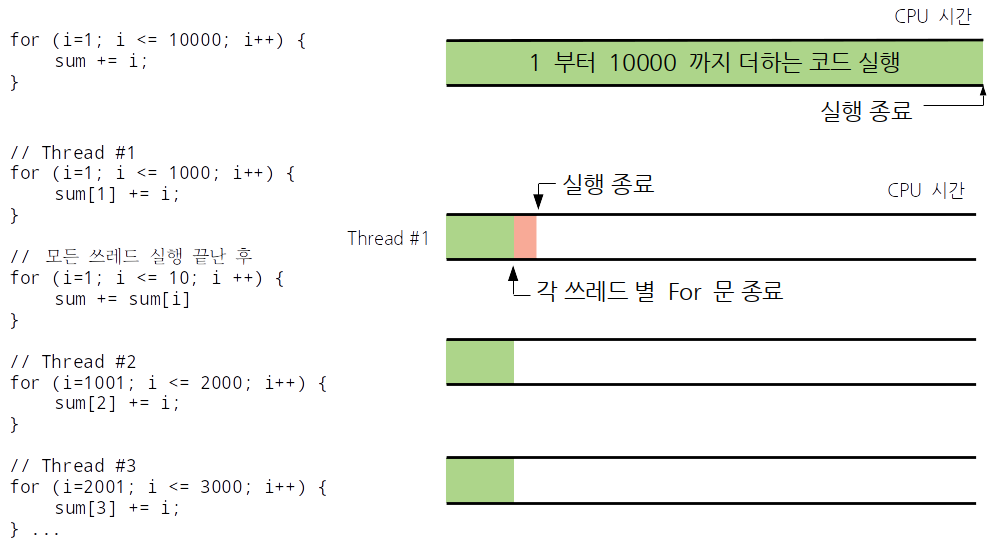 for (i=1; i <= 10000; i++) {
    sum += i;
}
// Thread #1
for (i=1; i <= 1000; i++) {
    sum[1] += i;
}
// 모든 쓰레드 실행 끝난 후
for (i=1; i <= 10; i ++) {
    sum += sum[i]
}
// Thread #2
for (i=1001; i <= 2000; i++) {
    sum[2] += i;
}
// Thread #3
for (i=2001; i <= 3000; i++) {
    sum[3] += i;
} ...
CPU 시간
1 부터 10000 까지 더하는 코드 실행
실행 종료
실행 종료
CPU 시간
Thread #1
각 쓰레드 별 For 문 종료